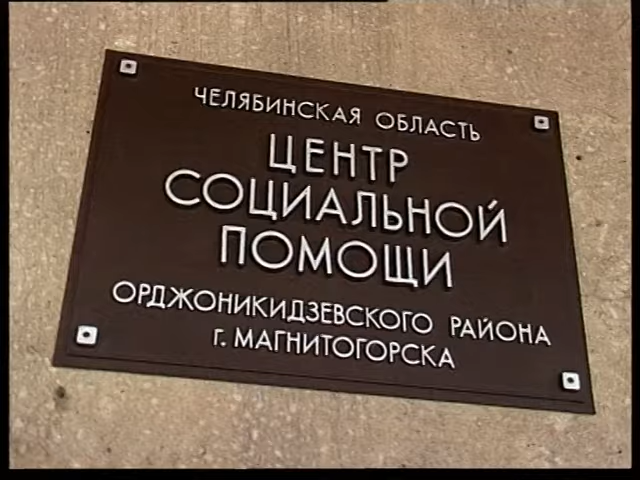 ЧЕЛЯБИНСКАЯ ОБЛАСТЬ
ЦЕНТР
СОЦИАЛЬНОЙ
ПОМОЩИ
ОРДЖОНИКИДЗЕВСКОГО РАЙОНА
г. МАГНИТОГОРСКА